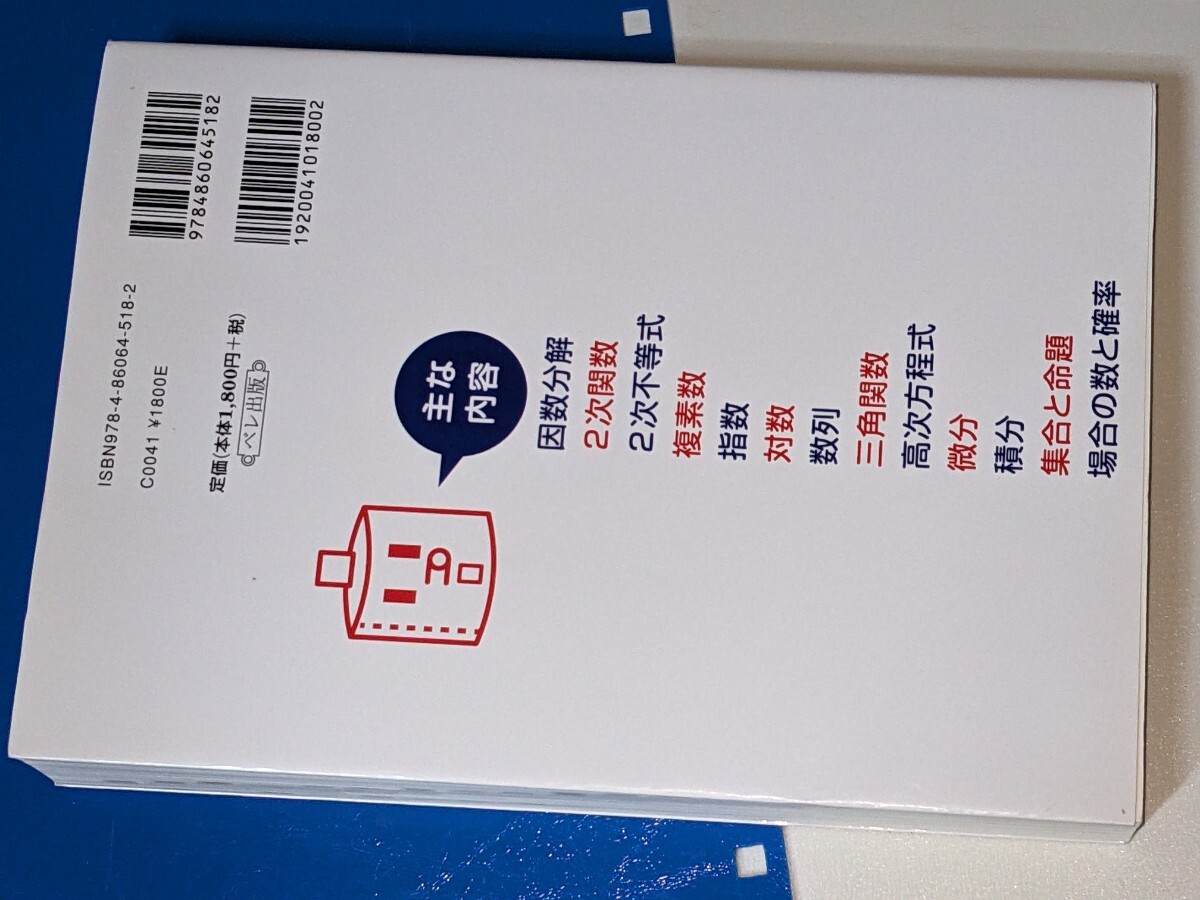 9784860645182
1920041018002
ISBN978-4-86064-518-2
C0041 ¥1800E
定価(本体1,800円+税)
ベレ出版
主な
内容
因数分解
2次関数
2次不等式
複素数
指数
対数
数列
三角関数
高次方程式
微分
積分
集合と命題
場合の数と確率